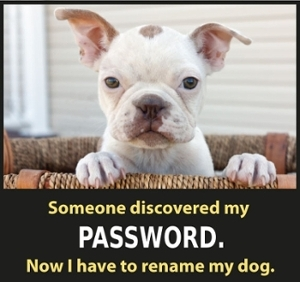 Someone discovered my
PASSWORD.
Now I have to rename my dog.